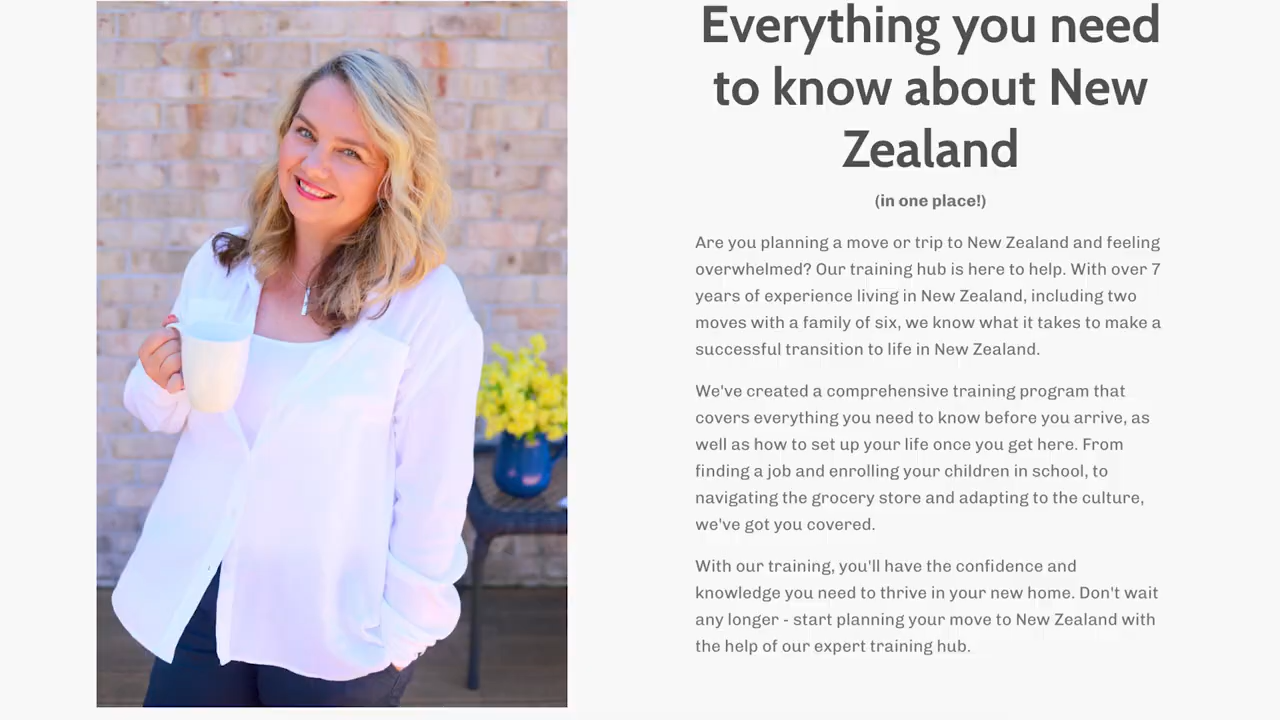 Everything you need
to know about New
Zealand
(in one place!)
Are you planning a move or trip to New Zealand and feeling
overwhelmed? Our training hub is here to help. With over 7
years of experience living in New Zealand, including two
moves with a family of six, we know what it takes to make a
successful transition to life in New Zealand.
We've created a comprehensive training program that
covers everything you need to know before you arrive, as
well as how to set up your life once you get here. From
finding a job and enrolling your children in school, to
navigating the grocery store and adapting to the culture,
we've got you covered.
With our training, you'll have the confidence and
knowledge you need to thrive in your new home. Don't wait
any longer - start planning your move to New Zealand with
the help of our expert training hub.